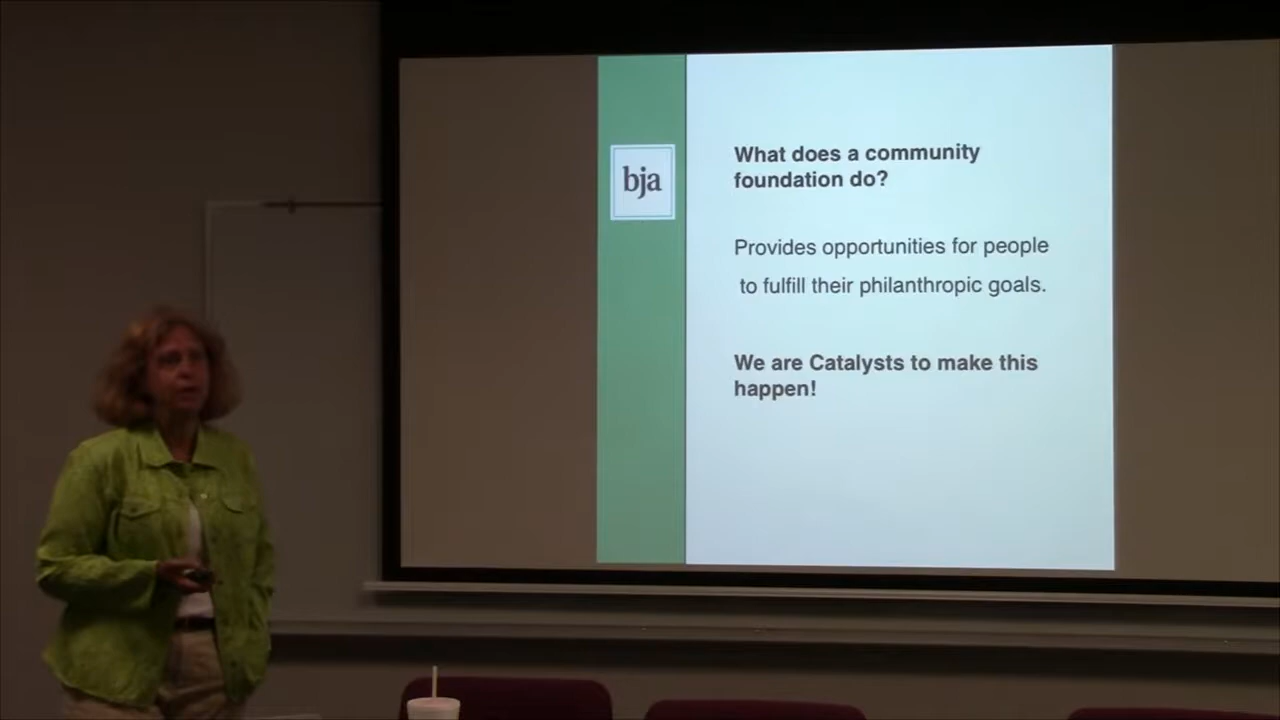 bja
What does a community
foundation do?
Provides opportunities for people
to fulfill their philanthropic goals.
We are Catalysts to make this
happen!